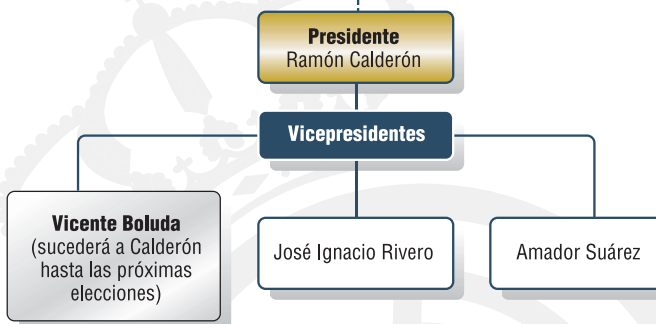 Presidente
Ramón Calderón
Vicepresidentes
Vicente Boluda
(sucederá a Calderón
hasta las próximas
elecciones)
José Ignacio Rivero
Amador Suárez